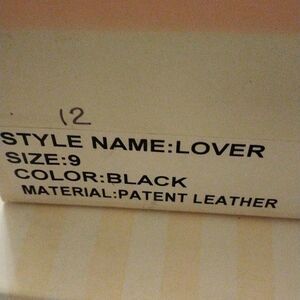 12
STYLE NAME:LOVER
SIZE:9
COLOR:BLACK
MATERIAL:PATENT LEATHER